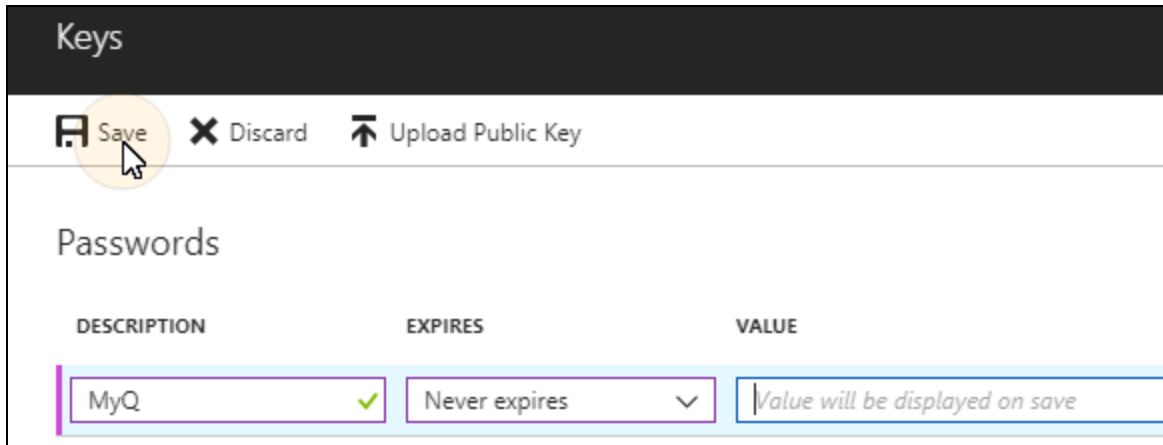 Keys
Save Discard Upload Public Key
Passwords
DESCRIPTION EXPIRES VALUE
MyQ Never expires Value will be displayed on save